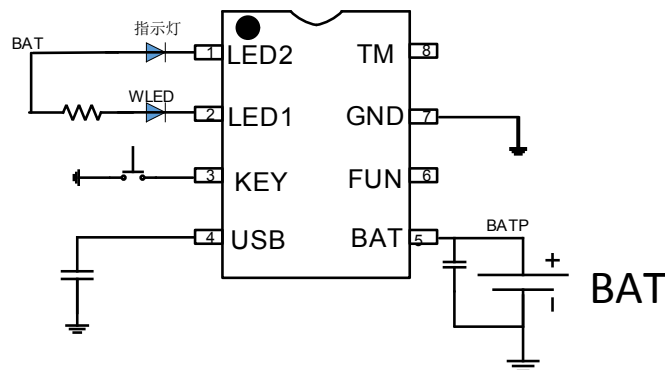 指示灯
BAT
1
LED2
TM
8
WLED
2
LED1
GND
7
3
KEY
FUN
6
4
USB
BAT
5
BATP
+
BAT